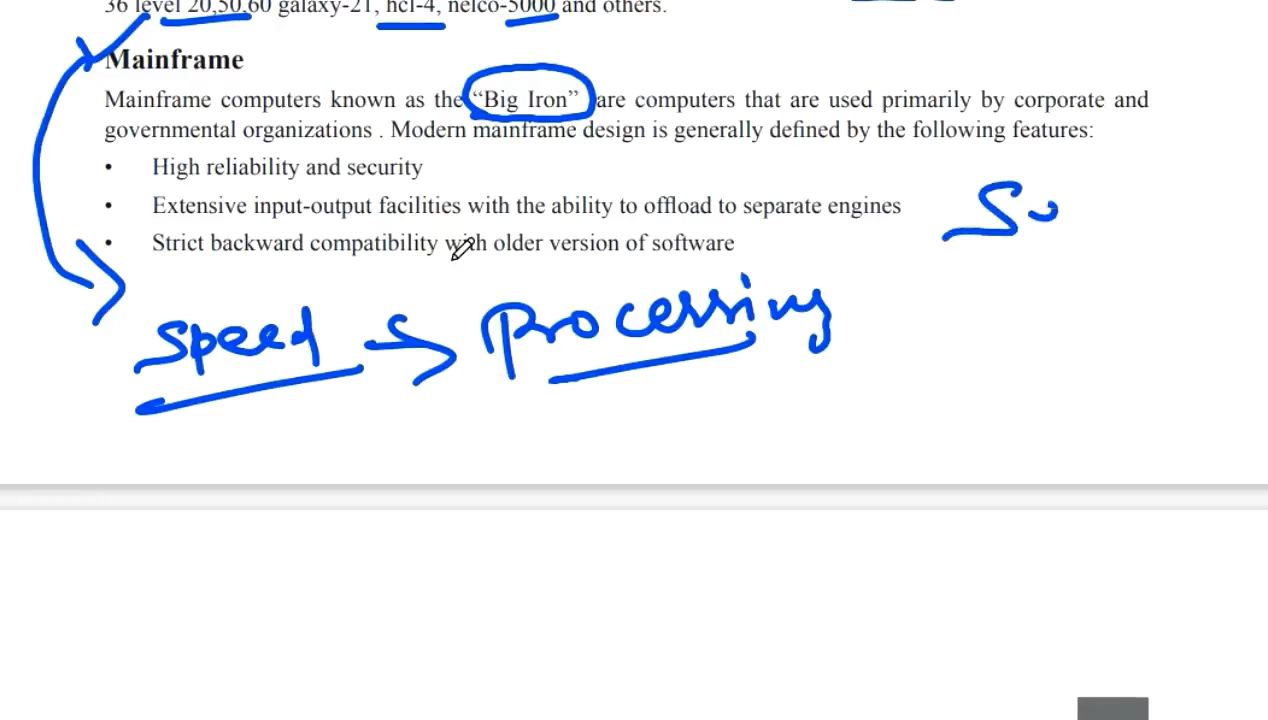 36 level 20,50,60 galaxy-21, hcl-4, nelco-5000 and others.
Mainframe
Mainframe computers known as the “Big Iron” are computers that are used primarily by corporate and
governmental organizations . Modern mainframe design is generally defined by the following features:
• High reliability and security
• Extensive input-output facilities with the ability to offload to separate engines
• Strict backward compatibility with older version of software
Speed → Processing